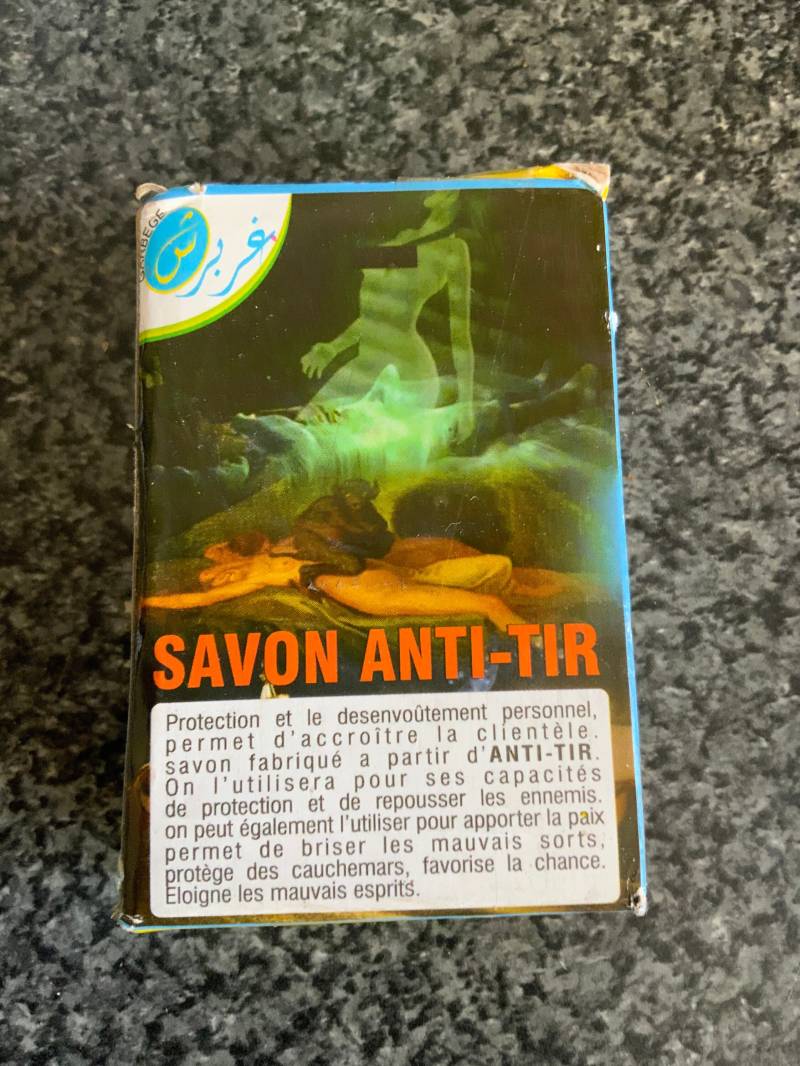 غربرش
SAVON ANTI-TIR
Protection et le desenvoûtement personnel,
permet d'accroître la clientèle.
savon fabriqué a partir d'ANTI-TIR.
On l'utilisera pour ses capacités
de protection et de repousser les ennemis.
on peut également l'utiliser pour apporter la paix
permet de briser les mauvais sorts,
protège des cauchemars, favorise la chance.
Eloigne les mauvais esprits.